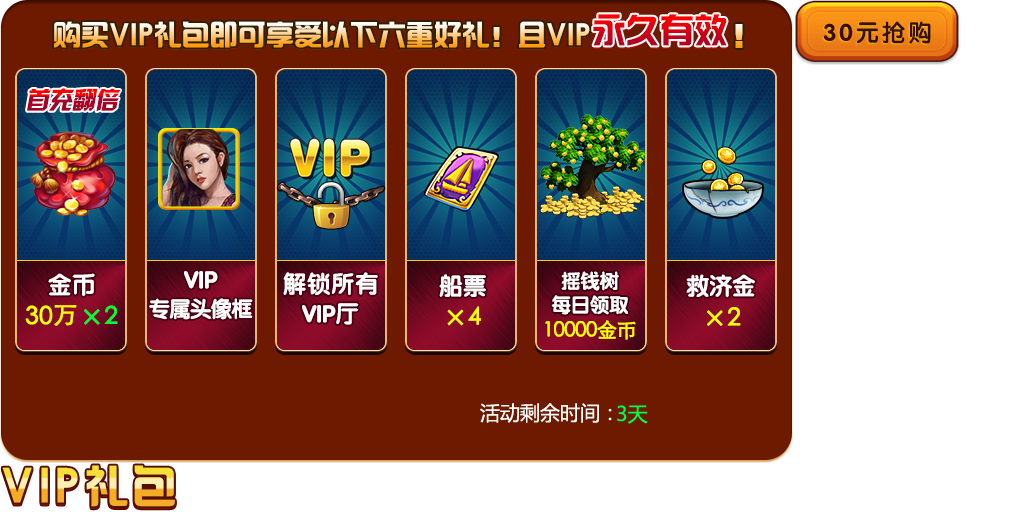 购买VIP礼包即可享受以下六重好礼！且VIP永久有效！
30元抢购
首充翻倍
金币
30万×2
VIP
专属头像框
VIP
解锁所有
VIP厅
船票
×4
摇钱树
每日领取
10000金币
救济金
×2
活动剩余时间：3天
VIP礼包